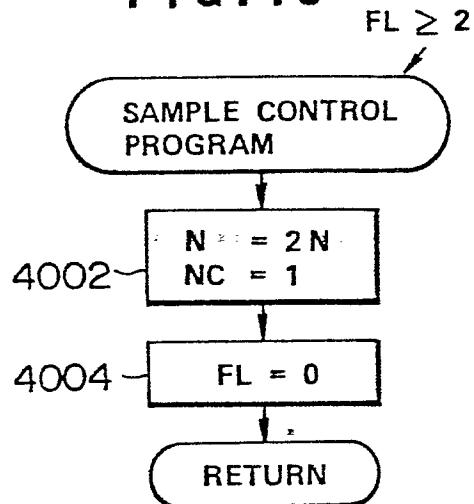 FL ≥ 2
SAMPLE CONTROL
PROGRAM
N = 2N
NC = 1
4002
FL = 0
4004
RETURN